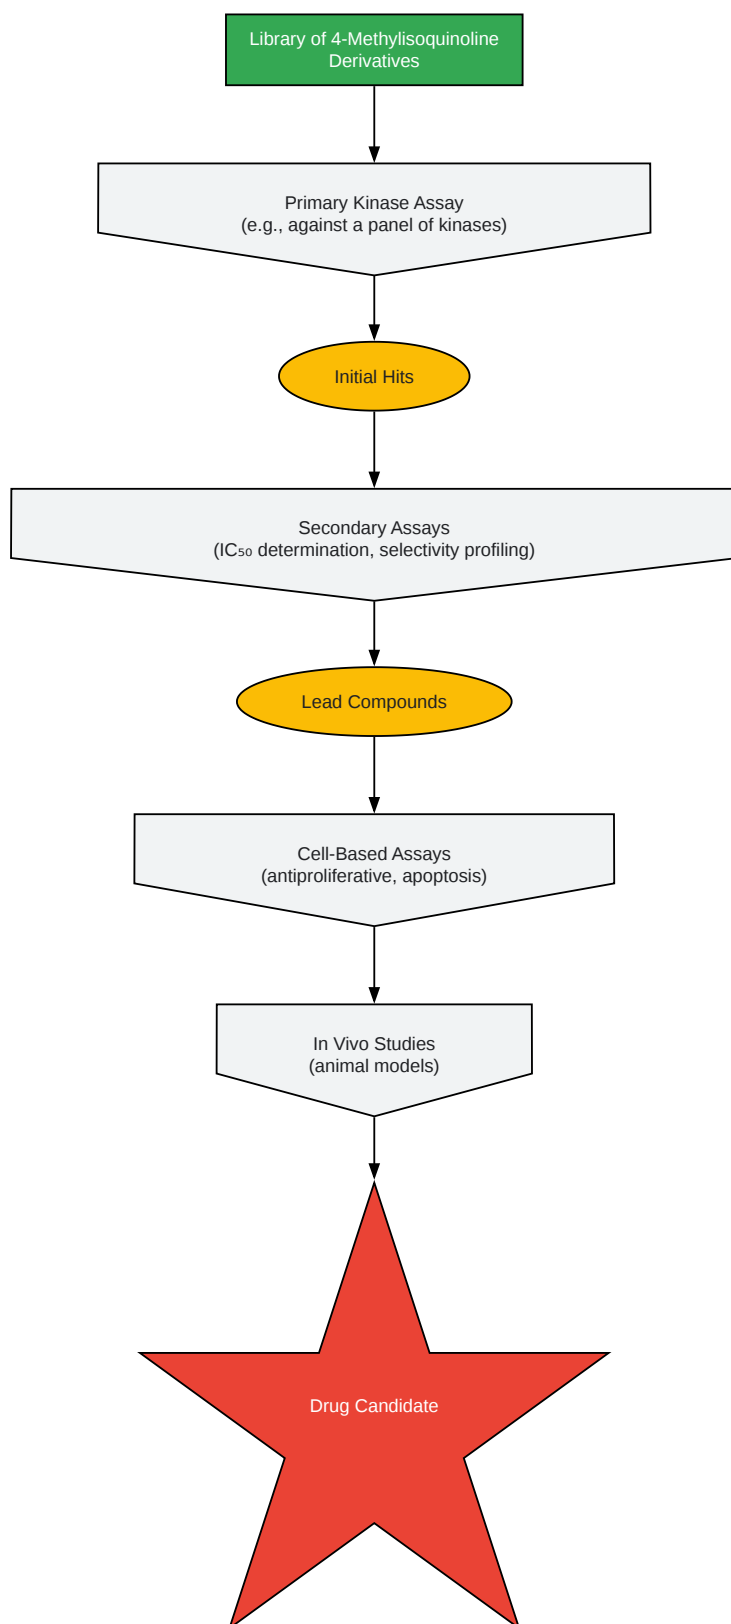 Library of 4-Methylisoquinoline
Derivatives
Primary Kinase Assay
(e.g., against a panel of kinases)
Initial Hits
Secondary Assays
(IC₅₀ determination, selectivity profiling)
Lead Compounds
Cell-Based Assays
(antiproliferative, apoptosis)
In Vivo Studies
(animal models)
Drug Candidate